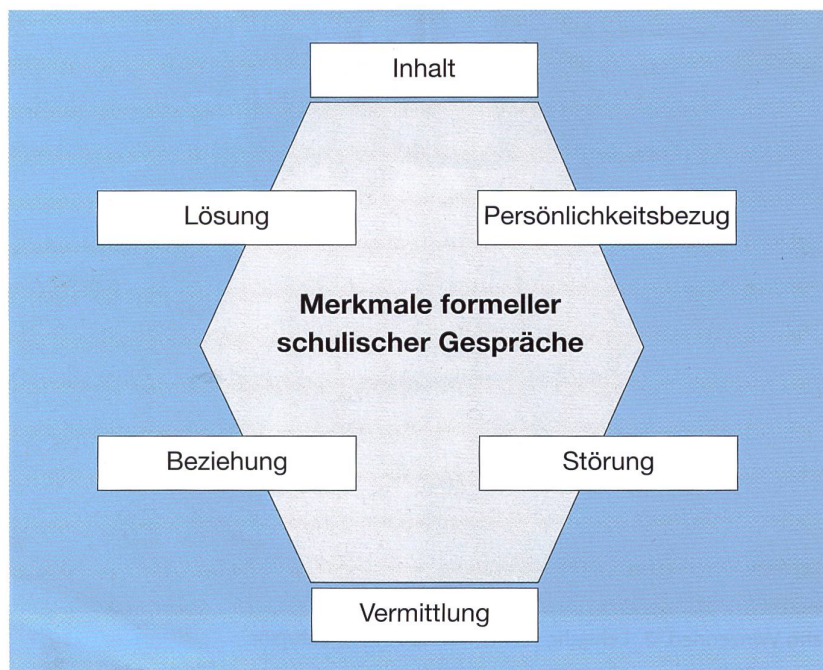 Inhalt
Lösung
Persönlichkeitsbezug
Merkmale formeller
schulischer Gespräche
Beziehung
Störung
Vermittlung